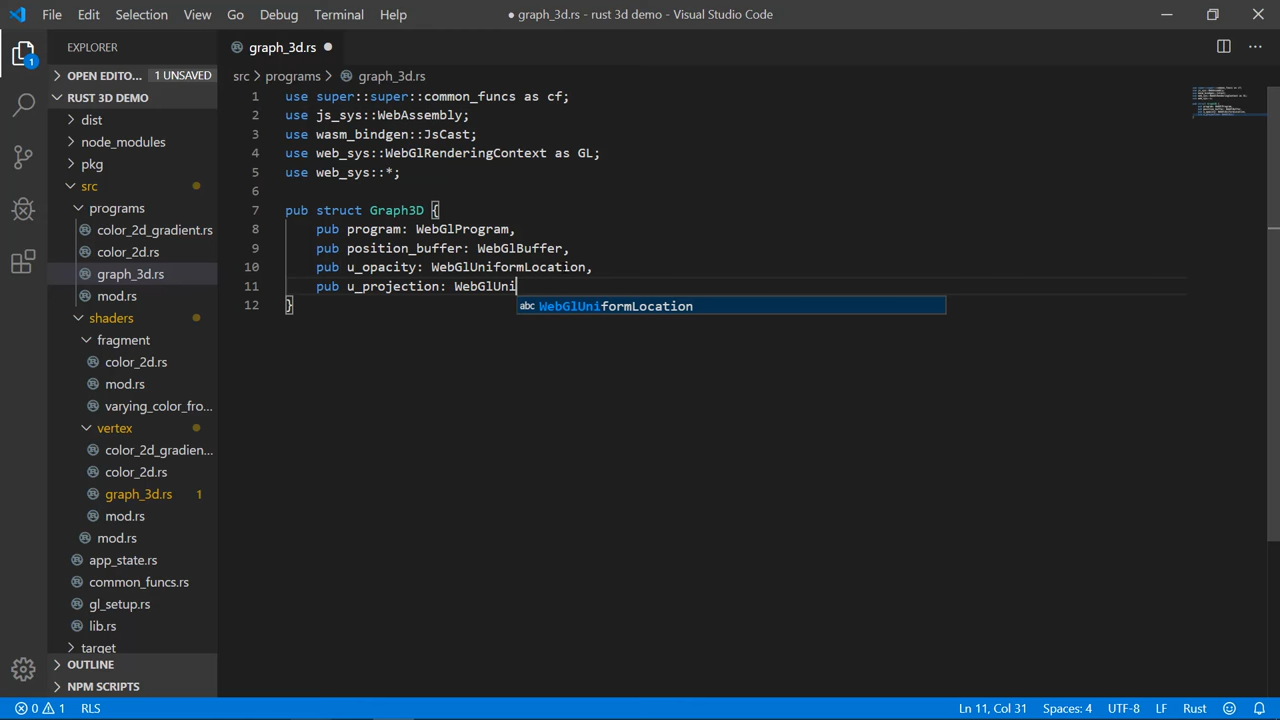 File Edit Selection View Go Debug Terminal Help ● graph_3d.rs - rust 3d demo - Visual Studio Code
EXPLORER
OPEN EDITO... 1 UNSAVED
RUST 3D DEMO
dist
node_modules
pkg
src
programs
color_2d_gradient.rs
color_2d.rs
graph_3d.rs
mod.rs
shaders
fragment
color_2d.rs
mod.rs
varying_color_fro...
vertex
color_2d_gradien...
color_2d.rs
graph_3d.rs 1
mod.rs
mod.rs
app_state.rs
common_funcs.rs
gl_setup.rs
lib.rs
target
OUTLINE
NPM SCRIPTS
1
graph_3d.rs ●
src > programs > graph_3d.rs
1 use super::super::common_funcs as cf;
2 use js_sys::WebAssembly;
3 use wasm_bindgen::JsCast;
4 use web_sys::WebGlRenderingContext as GL;
5 use web_sys::*;
6
7 pub struct Graph3D {
8 pub program: WebGlProgram,
9 pub position_buffer: WebGlBuffer,
10 pub u_opacity: WebGlUniformLocation,
11 pub u_projection: WebGlUni
abc WebGlUniformLocation
12 }
0 1 RLS Ln 11, Col 31 Spaces: 4 UTF-8 LF Rust